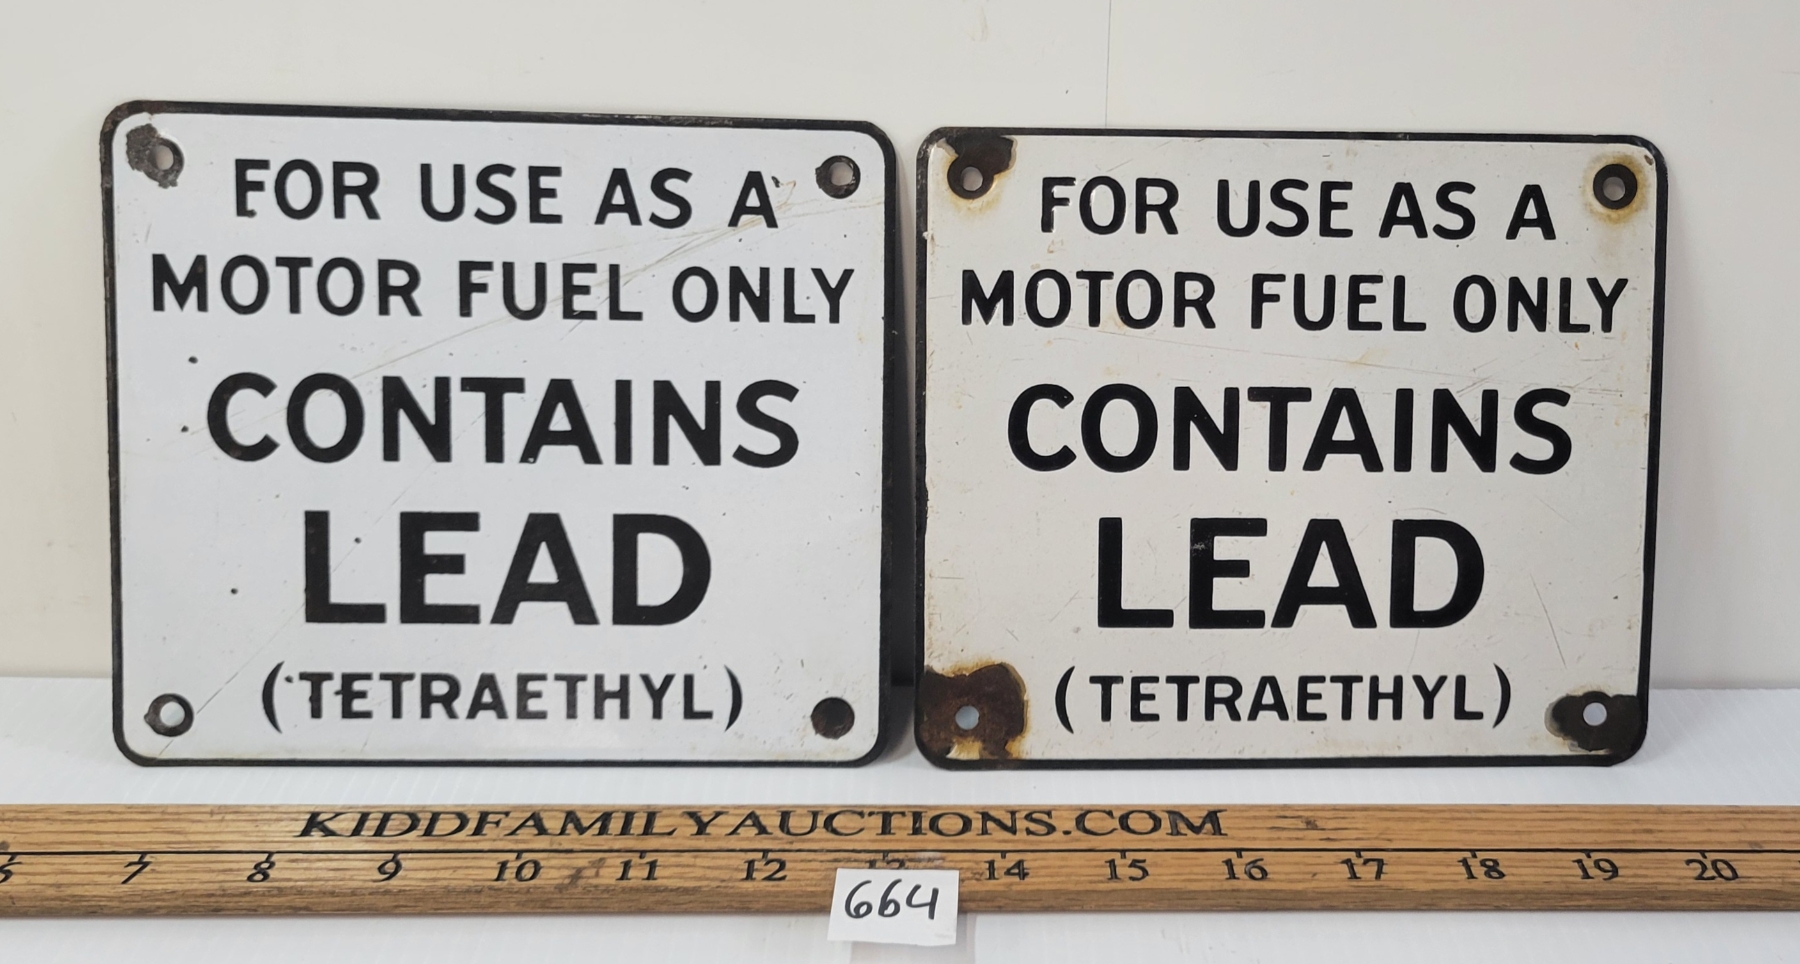 FOR USE AS A
MOTOR FUEL ONLY
CONTAINS
LEAD
(TETRAETHYL)
FOR USE AS A
MOTOR FUEL ONLY
CONTAINS
LEAD
(TETRAETHYL)
KIDDFAMILYAUCTIONS.COM
7 8 9 10 11 12 14 15 16 17 18 19 20
664